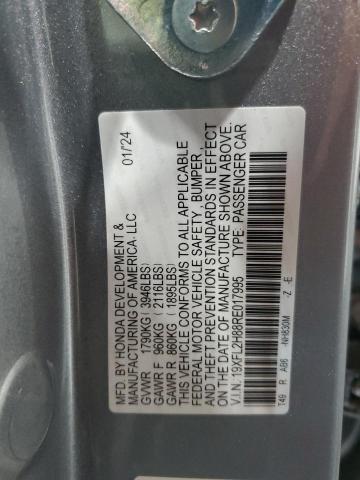 MFD. BY HONDA DEVELOPMENT &
MANUFACTURING OF AMERICA, LLC 01/'24
GVWR 1790KG (3946LBS)
GAWR F 960KG (2116LBS)
GAWR R 860KG (1895LBS)
THIS VEHICLE CONFORMS TO ALL APPLICABLE
FEDERAL MOTOR VEHICLE SAFETY, BUMPER,
AND THEFT PREVENTION STANDARDS IN EFFECT
ON THE DATE OF MANUFACTURE SHOWN ABOVE.
V.I.N. 19XFL2H88RE017995 TYPE: PASSENGER CAR
T49 R AB6 -NH830M -Z -E